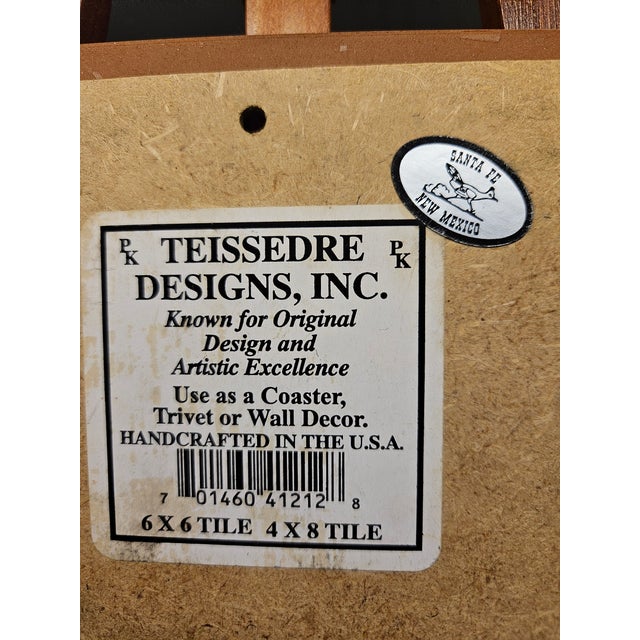 SANTA FE
NEW MEXICO
PK TEISSEDRE PK
DESIGNS, INC.
Known for Original
Design and
Artistic Excellence
Use as a Coaster,
Trivet or Wall Decor.
HANDCRAFTED IN THE U.S.A.
7 01460 41212 8
6 X 6 TILE 4 X 8 TILE